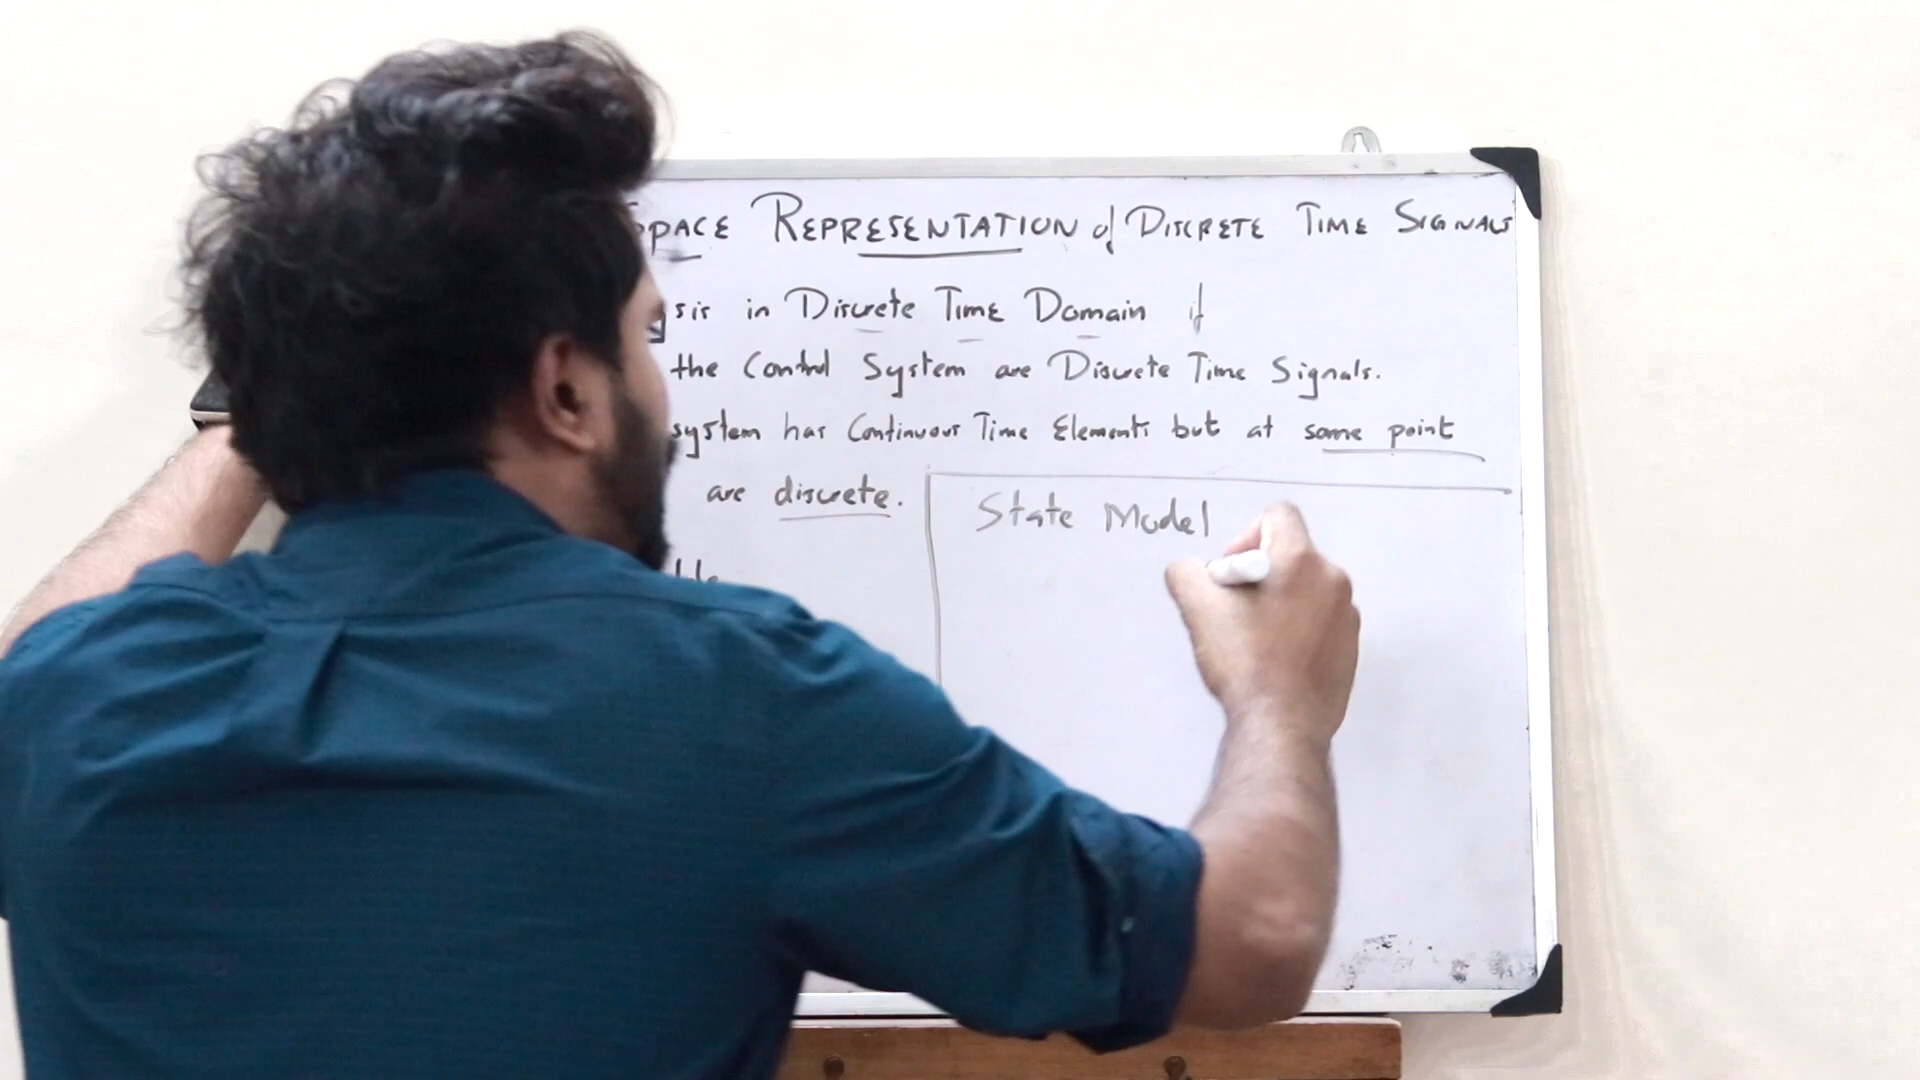 SPACE REPRESENTATION of DISCRETE TIME SIGNALS
in Discrete Time Domain if
the Control System are Discrete Time Signals.
system has Continuous Time Elements but at some point
are discrete.
State Model